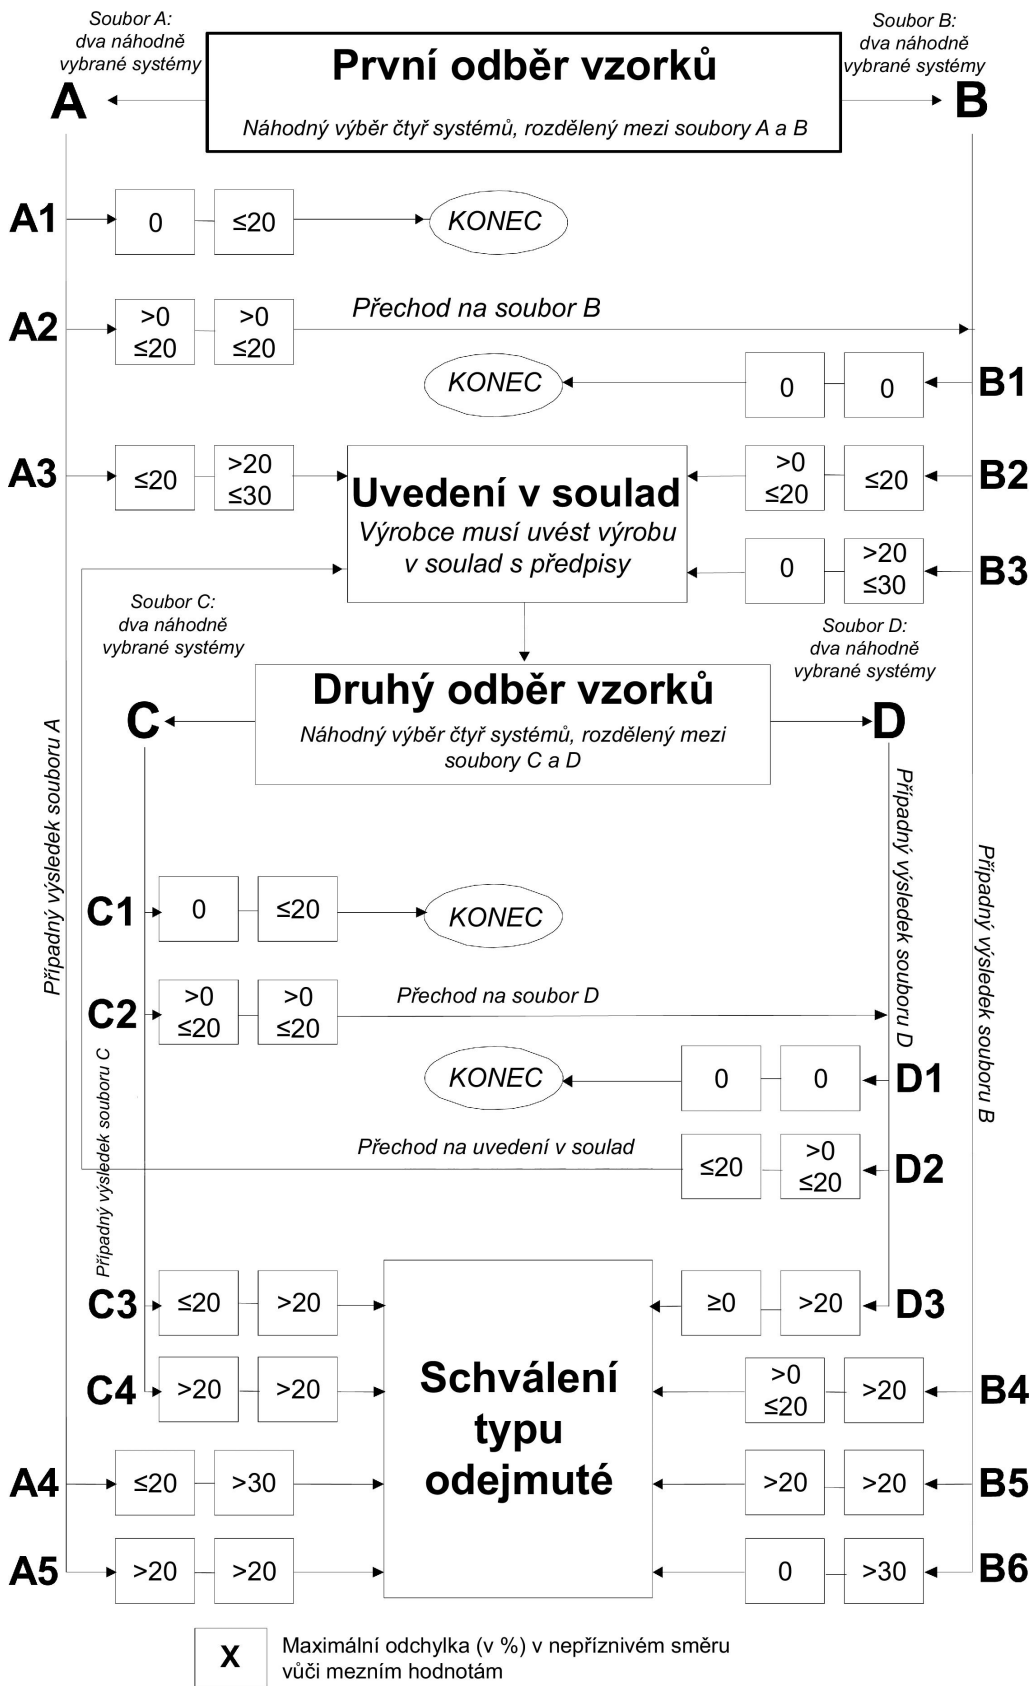 Soubor A:
dva náhodně
vybrané systémy
Soubor B:
dva náhodně
vybrané systémy
První odběr vzorků
A
B
Náhodný výběr čtyř systémů, rozdělený mezi soubory A a B
A1
0
≤20
KONEC
A2
>0
≤20
>0
≤20
Přechod na soubor B
KONEC
0
0
B1
A3
≤20
>20
≤30
Uvedení v soulad
Výrobce musí uvést výrobu
v soulad s předpisy
>0
≤20
≤20
B2
0
>20
≤30
B3
Soubor C:
dva náhodně
vybrané systémy
Soubor D:
dva náhodně
vybrané systémy
Druhý odběr vzorků
C
D
Náhodný výběr čtyř systémů, rozdělený mezi
soubory C a D
Případný výsledek souboru A
Případný výsledek souboru D
Případný výsledek souboru B
C1
0
≤20
KONEC
C2
>0
≤20
>0
≤20
Přechod na soubor D
Případný výsledek souboru C
KONEC
0
0
D1
Přechod na uvedení v soulad
≤20
>0
≤20
D2
C3
≤20
>20
≥0
>20
D3
Schválení
typu
odejmuté
C4
>20
>20
>0
≤20
>20
B4
A4
≤20
>30
>20
>20
B5
A5
>20
>20
0
>30
B6
X
Maximální odchylka (v %) v nepříznivém směru
vůči mezním hodnotám